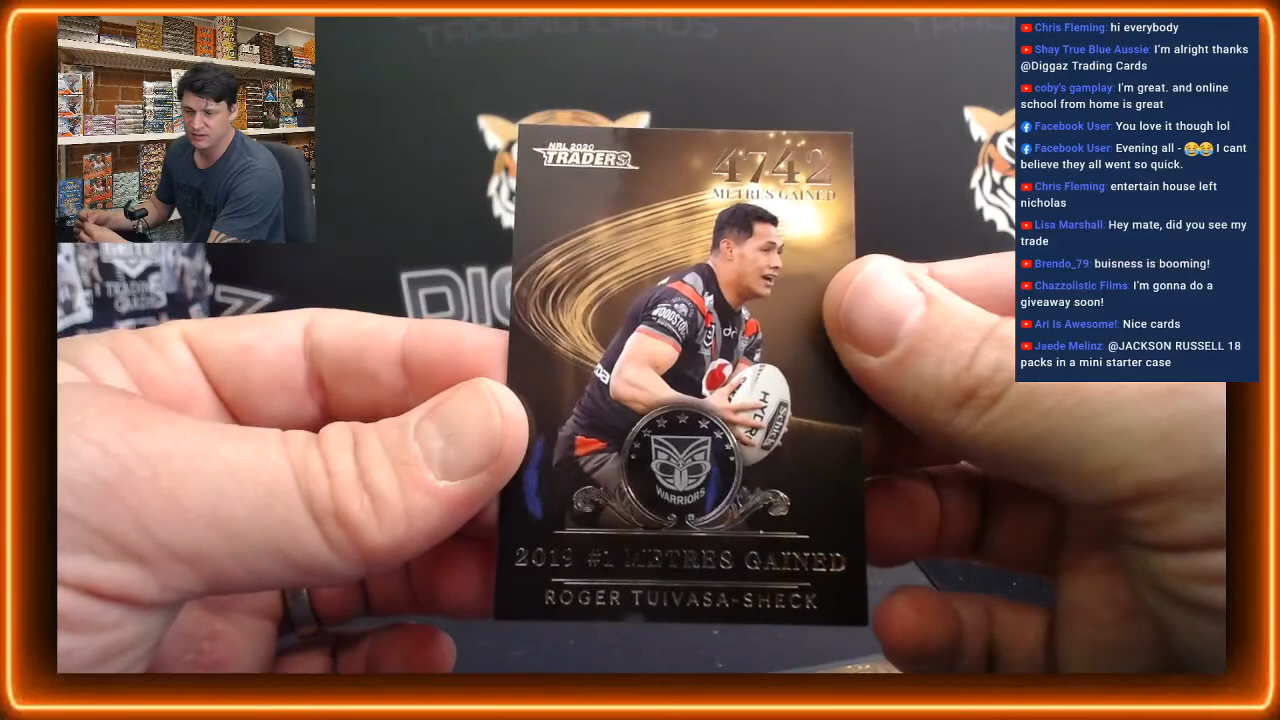 TRADING CARDS
Chris Fleming: hi everybody
Shay True Blue Aussie: I'm alright thanks
@Diggaz Trading Cards
coby's gamplay: I'm great. and online
school from home is great
Facebook User: You love it though lol
Facebook User: Evening all - 😂😂 I cant
believe they all went so quick.
Chris Fleming: entertain house left
nicholas
Lisa Marshall: Hey mate, did you see my
trade
Brendo_79: buisness is booming!
Chazzolistic Films: I'm gonna do a
giveaway soon!
Ari Is Awesome!: Nice cards
Jaede Melinz: @JACKSON RUSSELL 18
packs in a mini starter case
NRL 2020
TRADERS
4742
METRES GAINED
WOODSTOCK
HYDR
Schick
WARRIORS
2019 #1 METRES GAINED
ROGER TUIVASA-SHECK